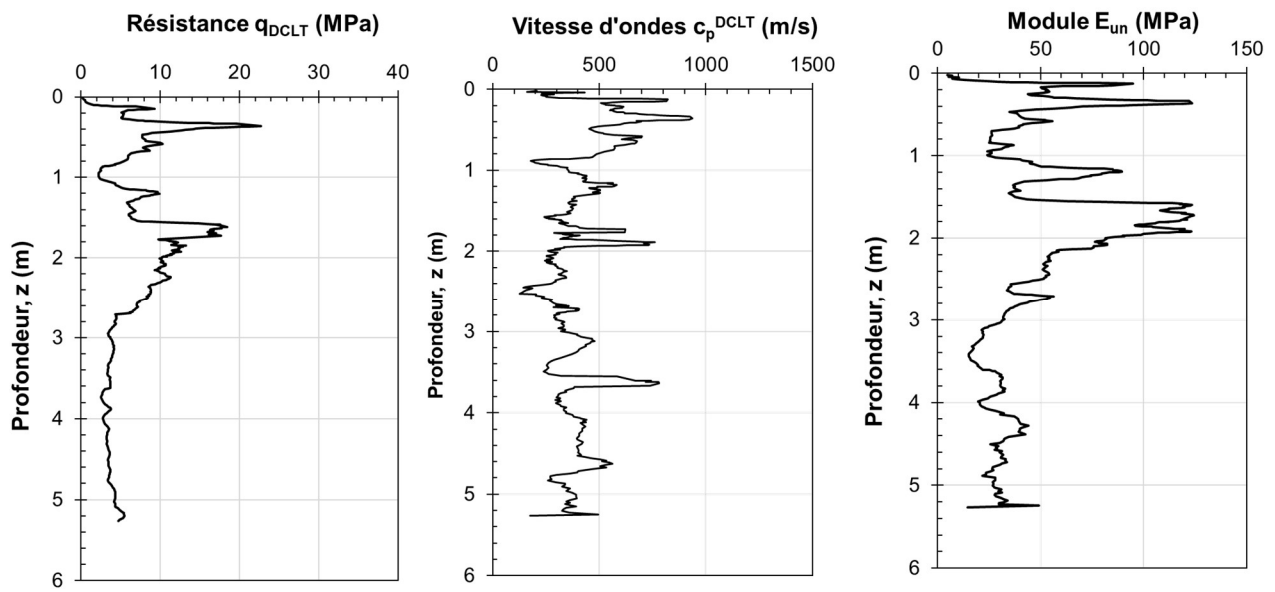 Résistance qDCLT (MPa)
0 10 20 30 40
0
1
2
3
4
5
6
Profondeur, z (m)
Vitesse d'ondes cpDCLT (m/s)
0 500 1000 1500
0
1
2
3
4
5
6
Profondeur, z (m)
Module Eun (MPa)
0 50 100 150
0
1
2
3
4
5
6
Profondeur, z (m)